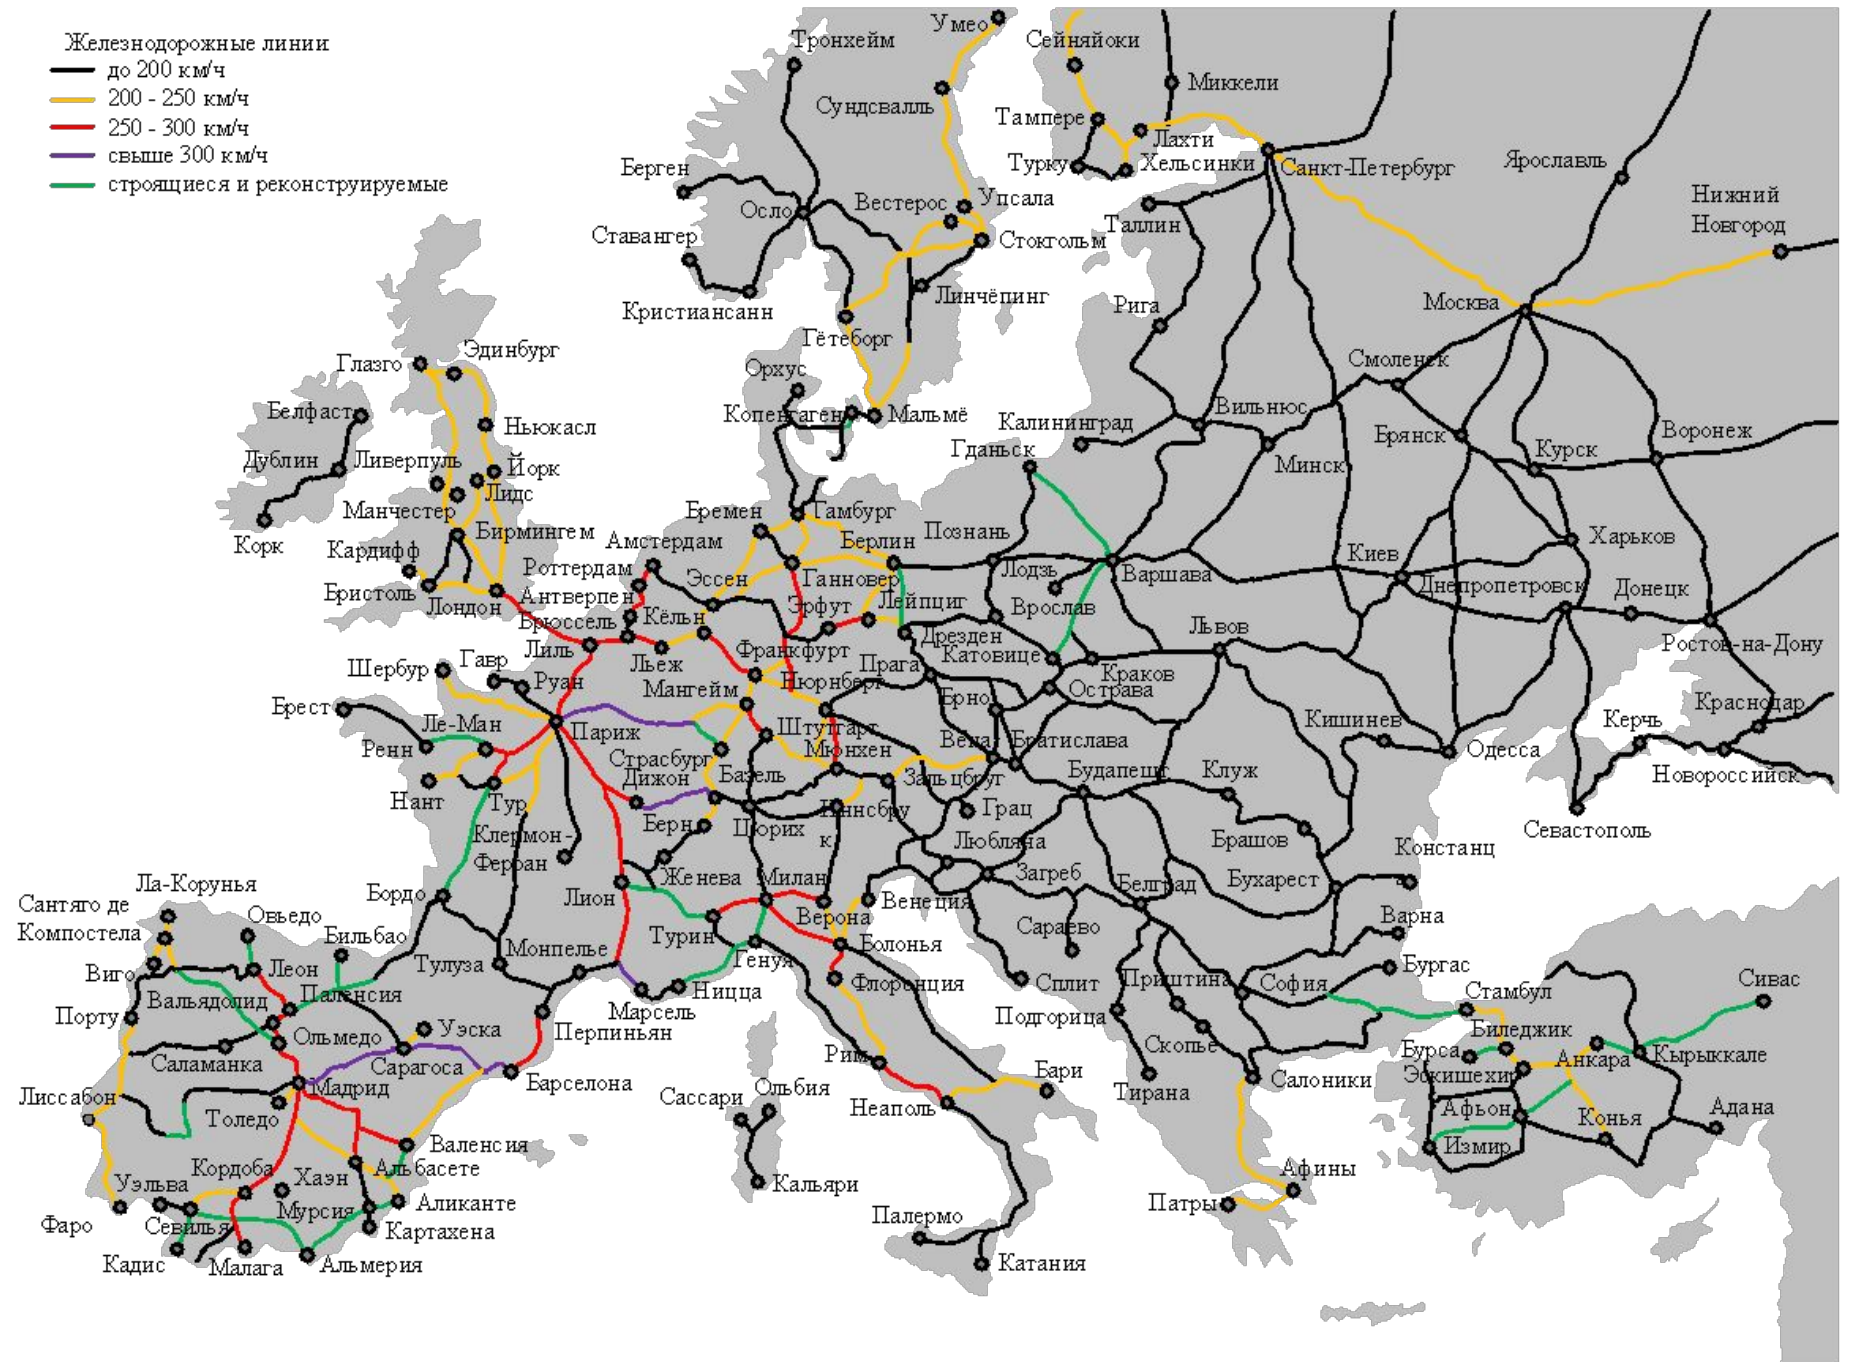 Железнодорожные линии
до 200 км/ч
200 - 250 км/ч
250 - 300 км/ч
свыше 300 км/ч
строящиеся и реконструируемые
Умео
Тронхейм
Сейняйоки
Сундсвалль
Миккели
Тампере
Лахти
Турку
Хельсинки
Санкт-Петербург
Ярославль
Берген
Осло
Вестерос
Упсала
Таллин
Нижний
Новгород
Ставангер
Стокгольм
Кристиансанн
Линчёпинг
Рига
Москва
Гётеборг
Глазго
Эдинбург
Орхус
Смоленск
Белфаст
Копенгаген
Мальмё
Калининград
Вильнюс
Ньюкасл
Гданьск
Брянск
Воронеж
Дублин
Ливерпуль
Йорк
Минск
Курск
Лидс
Манчестер
Бремен
Гамбург
Корк
Бирмингем
Амстердам
Берлин
Познань
Харьков
Кардифф
Роттердам
Эссен
Ганновер
Лодзь
Варшава
Киев
Днепропетровск
Донецк
Бристоль
Лондон
Антверпен
Эрфут
Лейпциг
Врослав
Брюссель
Кёльн
Дрезден
Львов
Ростов-на-Дону
Лиль
Льеж
Франкфурт
Прага
Катовице
Краков
Шербур
Гавр
Руан
Мангейм
Нюрнберг
Брно
Острава
Брест
Ле-Ман
Париж
Штутгарт
Кишинев
Керчь
Краснодар
Ренн
Страсбург
Мюнхен
Вена
Братислава
Одесса
Нант
Тур
Дижон
Базель
Зальцбруг
Будапешт
Клуж
Новороссийск
Берн
Цюрих
Иннсбру
к
Грац
Севастополь
Клермон-
Ферран
Любляна
Брашов
Констанц
Женева
Милан
Загреб
Белград
Бухарест
Ла-Корунья
Бордо
Лион
Верона
Венеция
Сантяго де
Компостела
Овьедо
Бильбао
Турин
Болонья
Сараево
Варна
Виго
Леон
Тулуза
Монпелье
Генуя
Флоренция
Сплит
Приштина
София
Бургас
Сивас
Порту
Вальядолид
Паленсия
Марсель
Ницца
Подгорица
Стамбул
Ольмедо
Уэска
Перпиньян
Биледжик
Саламанка
Сарагоса
Рим
Скопье
Бурса
Анкара
Кырыккале
Мадрид
Барселона
Ольбия
Бари
Тирана
Салоники
Эскишехир
Лиссабон
Толедо
Сассари
Неаполь
Афьон
Конья
Адана
Валенсия
Измир
Кордоба
Хаэн
Альбасете
Афины
Уэльва
Кальяри
Фаро
Севилья
Мурсия
Аликанте
Палермо
Патры
Картахена
Кадис
Малага
Альмерия
Катания